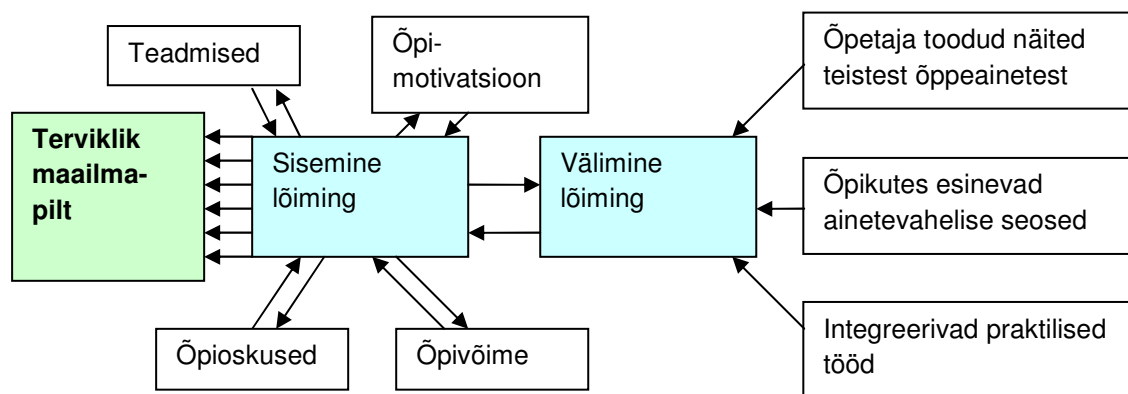 Teadmised
Õpi-
motivatsioon
Õpetaja toodud näited
teistest õppeainetest
Terviklik
maailma-
pilt
Sisemine
lõiming
Välimine
lõiming
Õpikutes esinevad
ainetevahelise seosed
Õpioskused
Õpivõime
Integreerivad praktilised
tööd